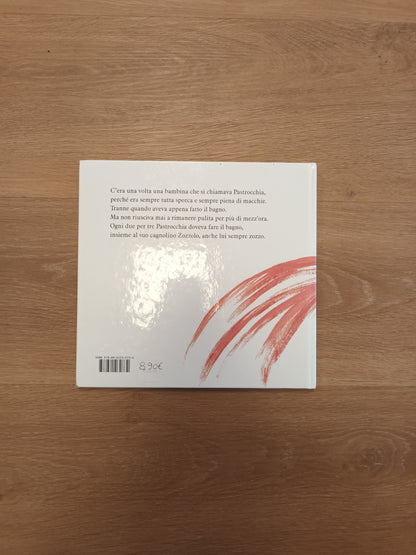 C'era una volta una bambina che si chiamava Pastrocchia,
perché era sempre tutta sporca e sempre piena di macchie.
Tranne quando aveva appena fatto il bagno.
Ma non riusciva mai a rimanere pulita per più di mezz'ora.
Ogni due per tre Pastrocchia doveva fare il bagno,
insieme al suo cagnolino Zozzolo, anche lui sempre zozzo.
ISBN
8,90€